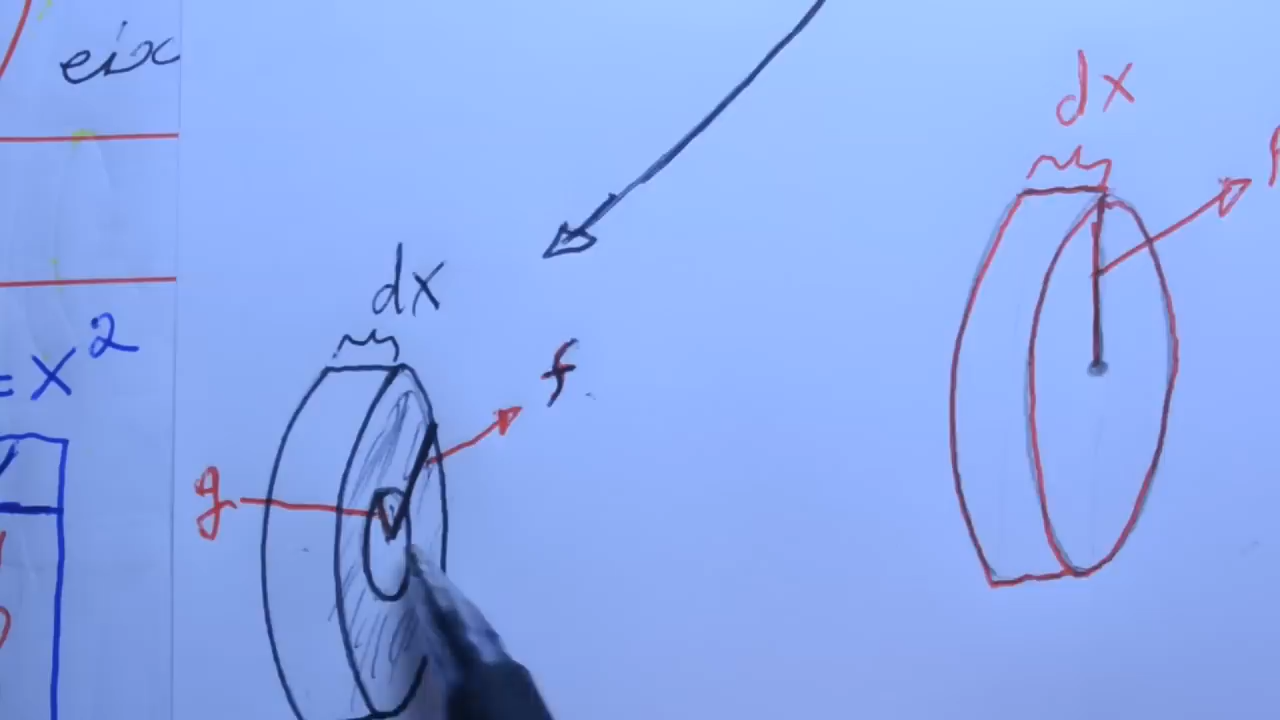 eix
dx
dx
f
g
= x²